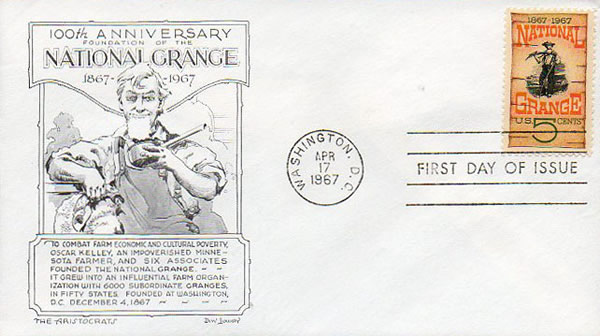 100th ANNIVERSARY
FOUNDATION OF THE
NATIONAL GRANGE
1867-1967
TO COMBAT FARM ECONOMIC AND CULTURAL POVERTY,
OSCAR KELLEY, AN IMPOVERISHED MINNE-
SOTA FARMER, AND SIX ASSOCIATES
FOUNDED THE NATIONAL GRANGE. - -
IT GREW INTO AN INFLUENTIAL FARM ORGAN-
IZATION WITH 6000 SUBORDINATE GRANGES,
IN FIFTY STATES. FOUNDED AT WASHINGTON,
D.C. DECEMBER 4, 1867 - - - - -
THE ARISTOCRATS
WASHINGTON, D.C.
APR
17
1967
FIRST DAY OF ISSUE
1867-1967
NATIONAL
GRANGE
U.S. 5 CENTS